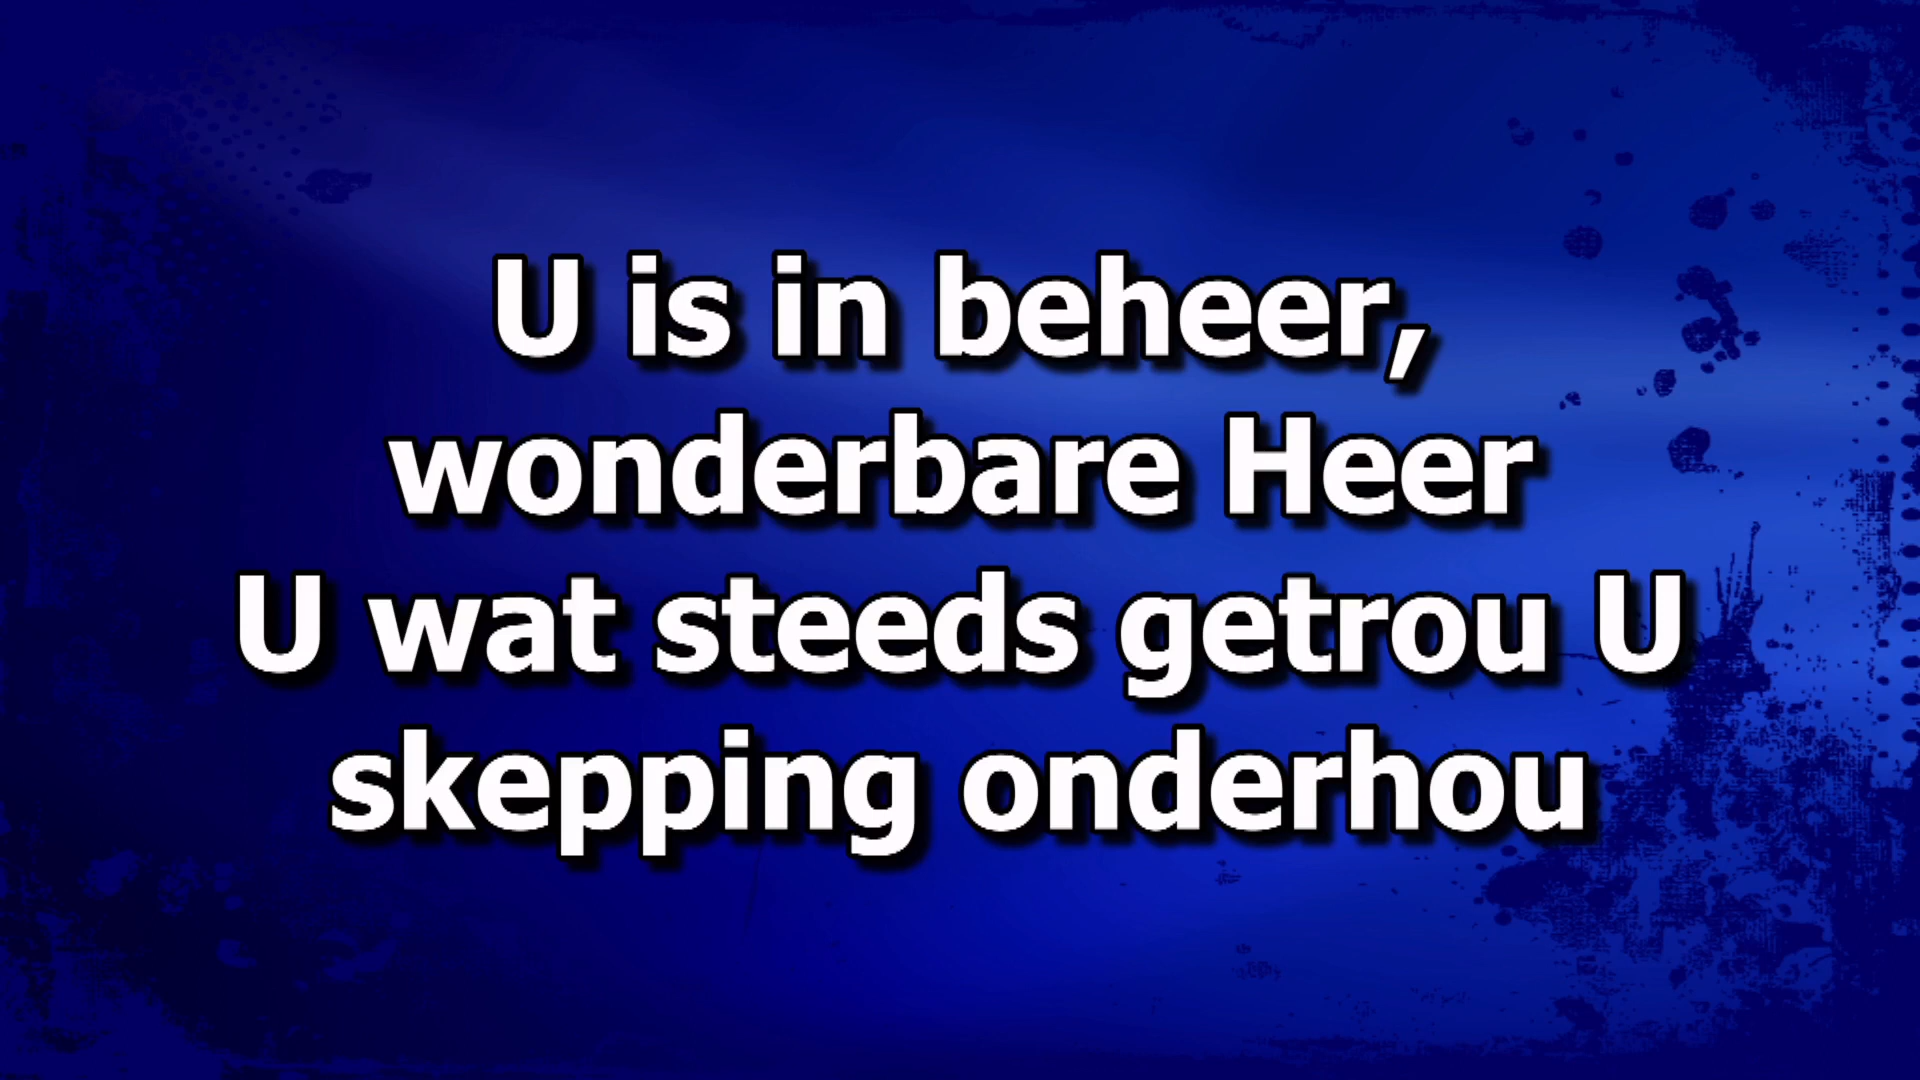 U is in beheer,
wonderbare Heer
U wat steeds getrou U
skepping onderhou